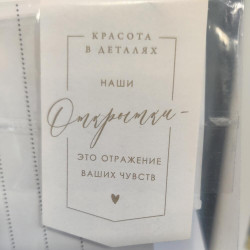 КРАСОТА
В ДЕТАЛЯХ
НАШИ
Открытки -
ЭТО ОТРАЖЕНИЕ
ВАШИХ ЧУВСТВ